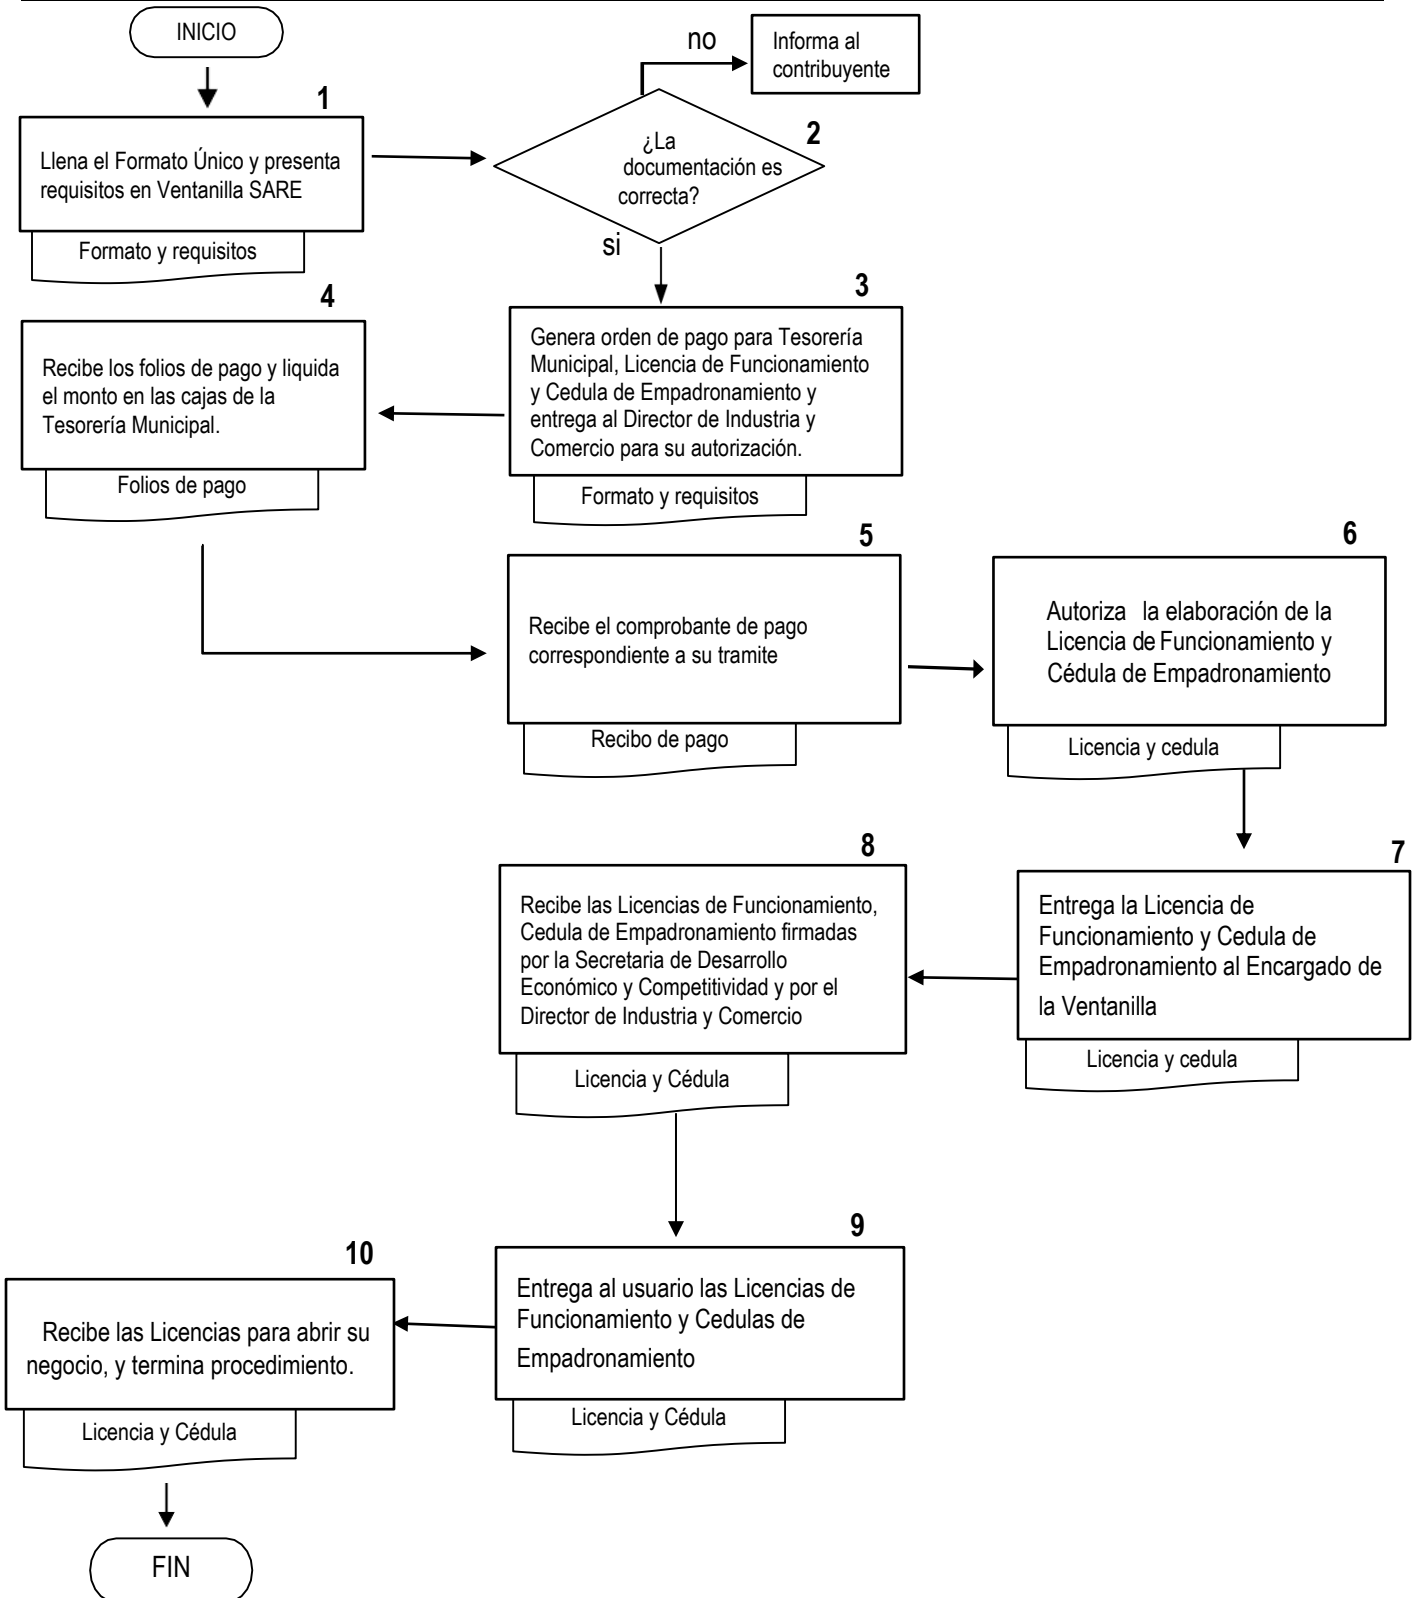 INICIO
no
Informa al
contribuyente
1
Llena el Formato Único y presenta
requisitos en Ventanilla SARE
Formato y requisitos
2
¿La
documentación es
correcta?
si
3
Genera orden de pago para Tesorería
Municipal, Licencia de Funcionamiento
y Cedula de Empadronamiento y
entrega al Director de Industria y
Comercio para su autorización.
Formato y requisitos
4
Recibe los folios de pago y liquida
el monto en las cajas de la
Tesorería Municipal.
Folios de pago
5
Recibe el comprobante de pago
correspondiente a su tramite
Recibo de pago
6
Autoriza la elaboración de la
Licencia de Funcionamiento y
Cédula de Empadronamiento
Licencia y cedula
7
Entrega la Licencia de
Funcionamiento y Cedula de
Empadronamiento al Encargado de
la Ventanilla
Licencia y cedula
8
Recibe las Licencias de Funcionamiento,
Cedula de Empadronamiento firmadas
por la Secretaria de Desarrollo
Económico y Competitividad y por el
Director de Industria y Comercio
Licencia y Cédula
9
Entrega al usuario las Licencias de
Funcionamiento y Cedulas de
Empadronamiento
Licencia y Cédula
10
Recibe las Licencias para abrir su
negocio, y termina procedimiento.
Licencia y Cédula
FIN